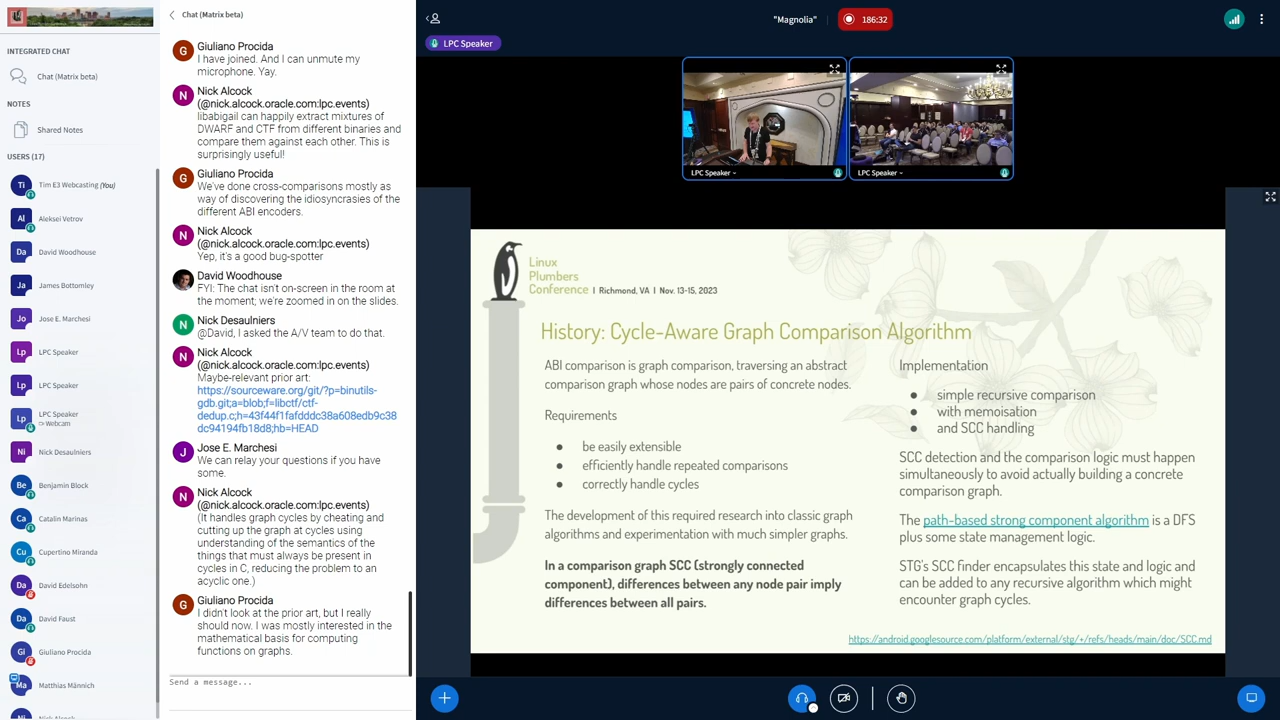 INTEGRATED CHAT
Chat (Matrix beta)
NOTES
Shared Notes
USERS (17)
Ti Tim E3 Webcasting (You)
Al Aleksei Vetrov
Da David Woodhouse
Ja James Bottomley
Jo Jose E. Marchesi
Lp LPC Speaker
Lp LPC Speaker
Lp LPC Speaker
Webcam
Ni Nick Desaulniers
Be Benjamin Block
Ca Catalin Marinas
Cu Cupertino Miranda
Da David Edelsohn
Da David Faust
Gi Giuliano Procida
Ma Matthias Männich
Nick Alcock
Chat (Matrix beta)
G Giuliano Procida
I have joined. And I can unmute my
microphone. Yay.
N Nick Alcock
(@nick.alcock.oracle.com:lpc.events)
libabigail can happily extract mixtures of
DWARF and CTF from different binaries and
compare them against each other. This is
surprisingly useful!
G Giuliano Procida
We've done cross-comparisons mostly as
way of discovering the idiosyncrasies of the
different ABI encoders.
N Nick Alcock
(@nick.alcock.oracle.com:lpc.events)
Yep, it's a good bug-spotter
David Woodhouse
FYI: The chat isn't on-screen in the room at
the moment; we're zoomed in on the slides.
N Nick Desaulniers
@David, I asked the A/V team to do that.
N Nick Alcock
(@nick.alcock.oracle.com:lpc.events)
Maybe-relevant prior art:
https://sourceware.org/git/?p=binutils-
gdb.git;a=blob;f=libctf/ctf-
dedup.c;h=43f44f1fafdddc38a608edb9c38
dc94194fb18d8;hb=HEAD
J Jose E. Marchesi
We can relay your questions if you have
some.
N Nick Alcock
(@nick.alcock.oracle.com:lpc.events)
(It handles graph cycles by cheating and
cutting up the graph at cycles using
understanding of the semantics of the
things that must always be present in
cycles in C, reducing the problem to an
acyclic one.)
G Giuliano Procida
I didn't look at the prior art, but I really
should now. I was mostly interested in the
mathematical basis for computing
functions on graphs.
Send a message...
"Magnolia"
186:32
LPC Speaker
LPC Speaker
LPC Speaker
Linux
Plumbers
Conference | Richmond, VA | Nov. 13-15, 2023
History: Cycle-Aware Graph Comparison Algorithm
ABI comparison is graph comparison, traversing an abstract
comparison graph whose nodes are pairs of concrete nodes.
Requirements
● be easily extensible
● efficiently handle repeated comparisons
● correctly handle cycles
The development of this required research into classic graph
algorithms and experimentation with much simpler graphs.
In a comparison graph SCC (strongly connected
component), differences between any node pair imply
differences between all pairs.
Implementation
● simple recursive comparison
● with memoisation
● and SCC handling
SCC detection and the comparison logic must happen
simultaneously to avoid actually building a concrete
comparison graph.
The path-based strong component algorithm is a DFS
plus some state management logic.
STG's SCC finder encapsulates this state and logic and
can be added to any recursive algorithm which might
encounter graph cycles.
https://android.googlesource.com/platform/external/stg/+/refs/heads/main/doc/SCC.md